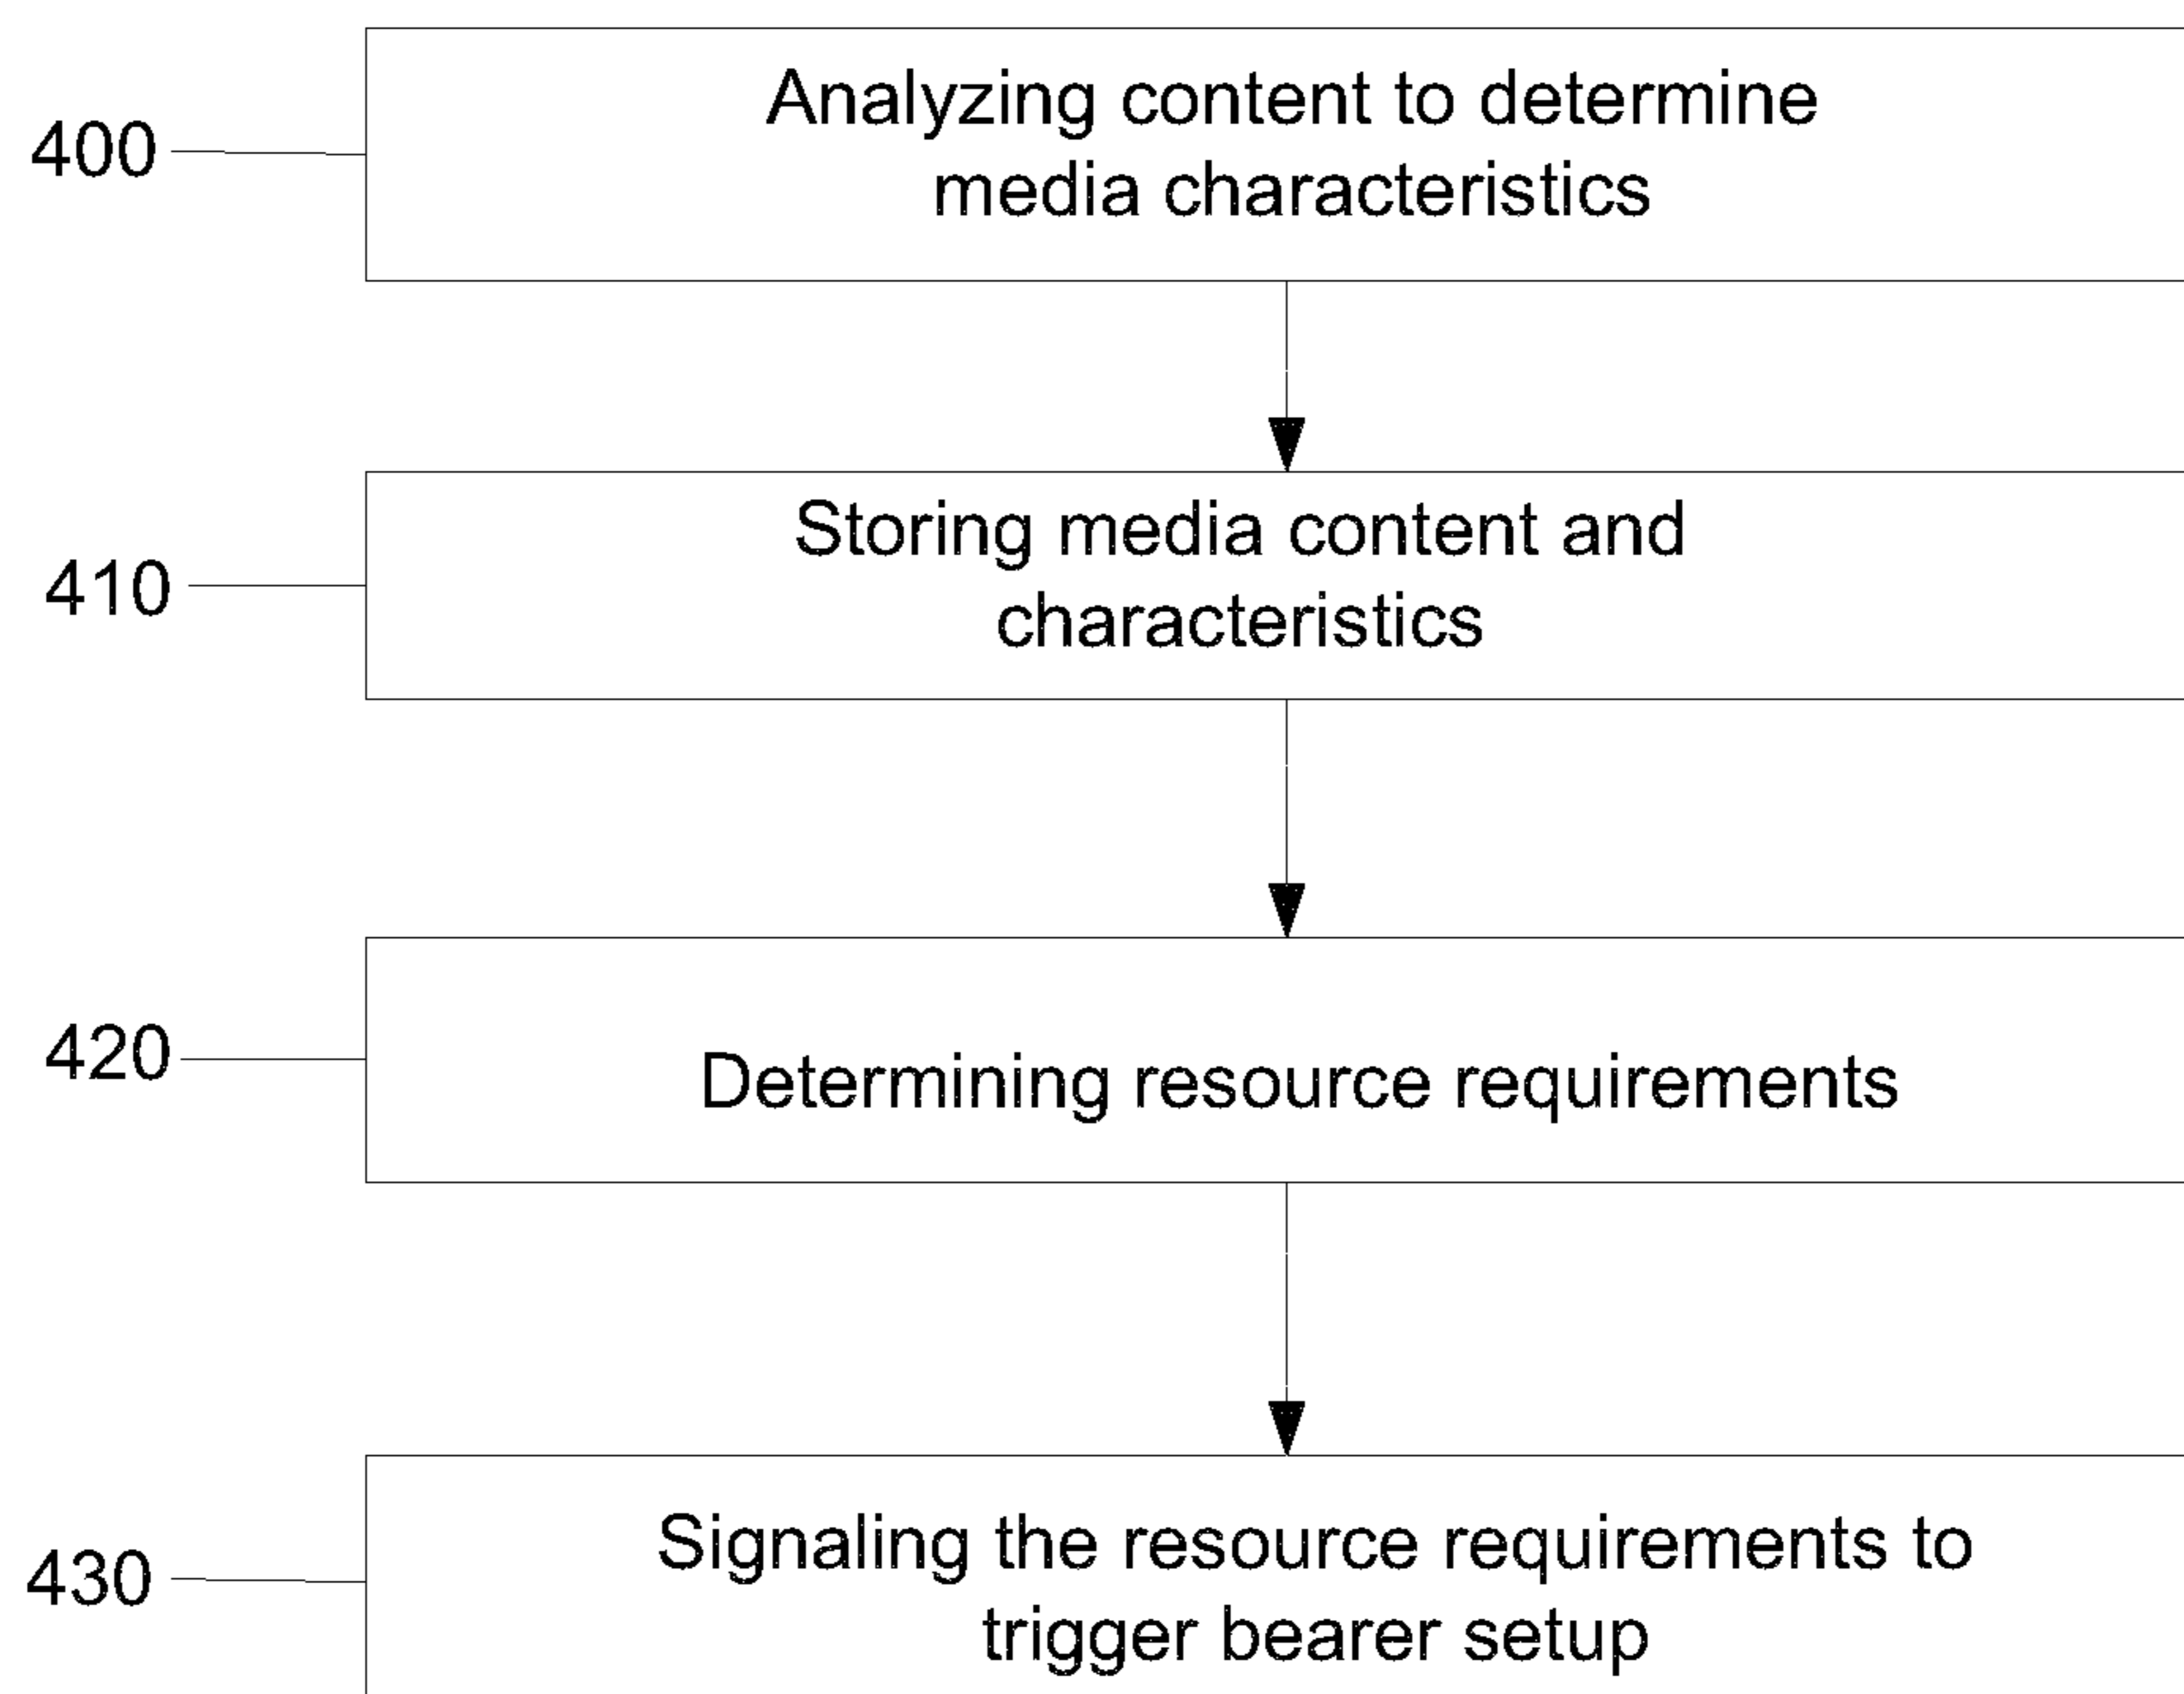 400
Analyzing content to determine
media characteristics
410
Storing media content and
characteristics
420
Determining resource requirements
430
Signaling the resource requirements to
trigger bearer setup